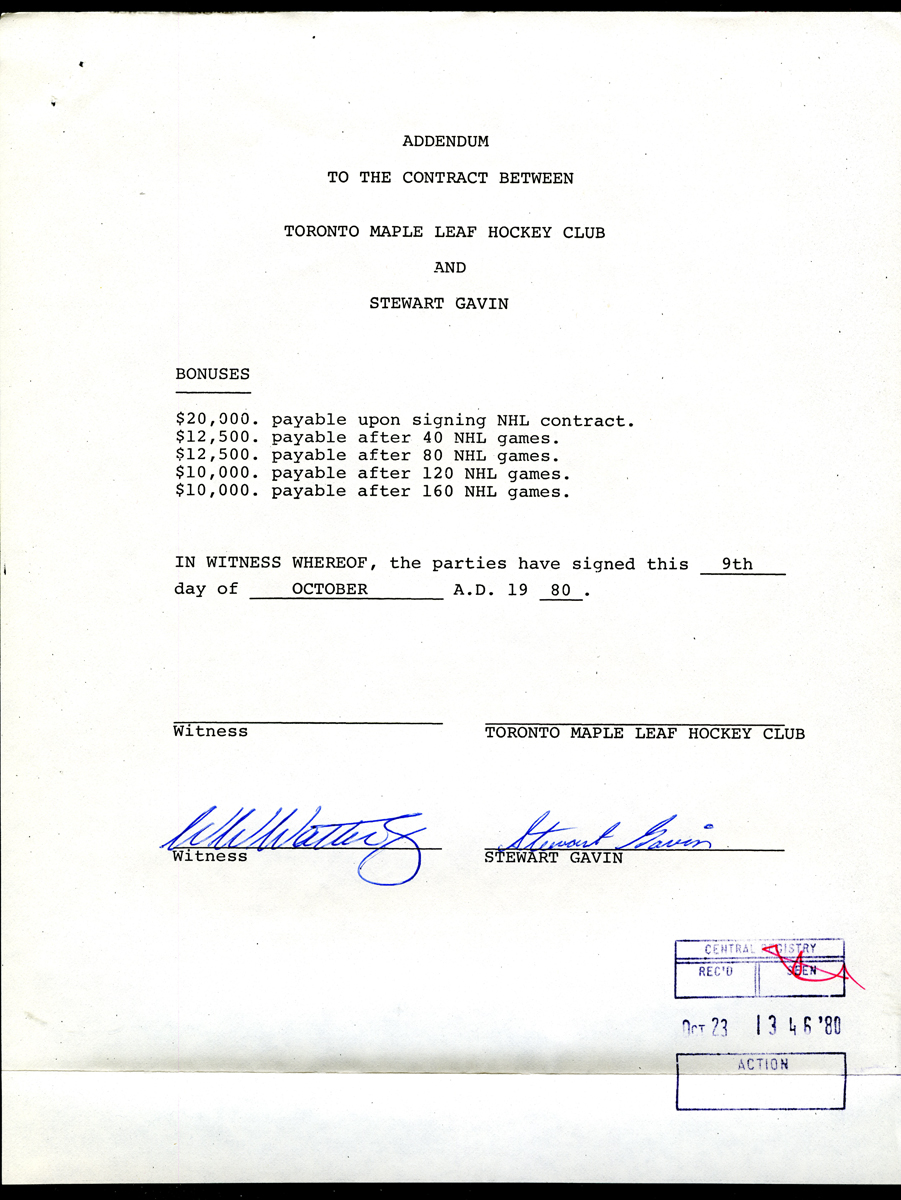 ADDENDUM
TO THE CONTRACT BETWEEN
TORONTO MAPLE LEAF HOCKEY CLUB
AND
STEWART GAVIN
BONUSES
$20,000. payable upon signing NHL contract.
$12,500. payable after 40 NHL games.
$12,500. payable after 80 NHL games.
$10,000. payable after 120 NHL games.
$10,000. payable after 160 NHL games.
IN WITNESS WHEREOF, the parties have signed this 9th
day of OCTOBER A.D. 19 80 .
Witness
TORONTO MAPLE LEAF HOCKEY CLUB
Stewart Gavin
Witness
STEWART GAVIN
CENTRAL REGISTRY
REC'D SEEN
OCT 23 13 46 '80
ACTION